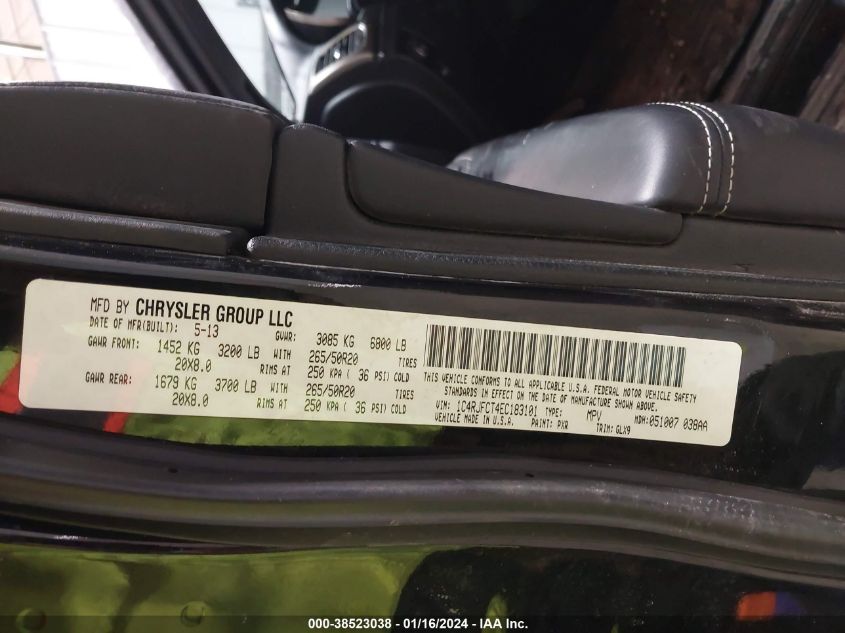 MFD BY CHRYSLER GROUP LLC
DATE OF MFR(BUILT): 5-13 GVWR: 3085 KG 6800 LB
GAWR FRONT: 1452 KG 3200 LB WITH 265/50R20 TIRES
20X8.0 RIMS AT 250 KPA ( 36 PSI) COLD
GAWR REAR: 1679 KG 3700 LB WITH 265/50R20 TIRES
20X8.0 RIMS AT 250 KPA ( 36 PSI) COLD
THIS VEHICLE CONFORMS TO ALL APPLICABLE U.S.A. FEDERAL MOTOR VEHICLE SAFETY
STANDARDS IN EFFECT ON THE DATE OF MANUFACTURE SHOWN ABOVE.
VIN: 1C4RJFCT4EC183101 TYPE: MPV MDH:051007 038AA
VEHICLE MADE IN U.S.A. PAINT: PXR TRIM: GLX9
000-38523038 - 01/16/2024 - IAAI Inc.